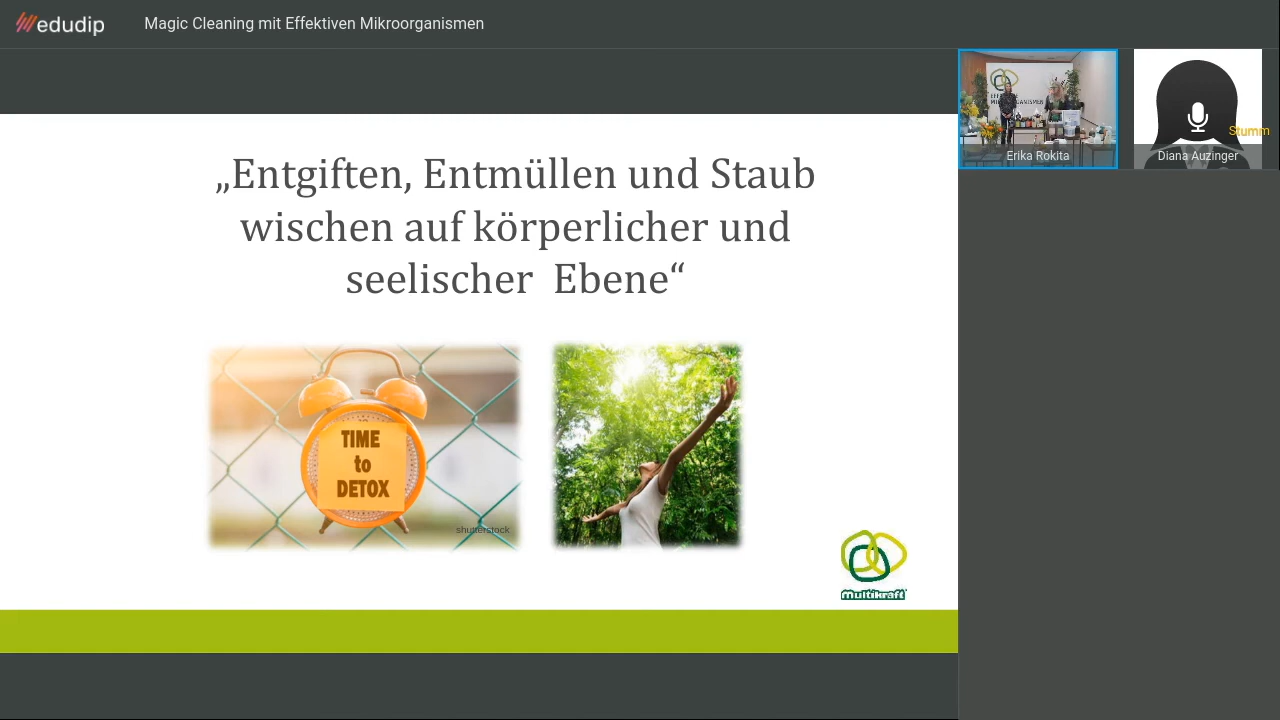 edudip
Magic Cleaning mit Effektiven Mikroorganismen
„Entgiften, Entmüllen und Staub
wischen auf körperlicher und
seelischer Ebene“
TIME
to
DETOX
shutterstock
multikraft
MIKROORGANISMEN
Erika Rokita
Stumm
Diana Auzinger